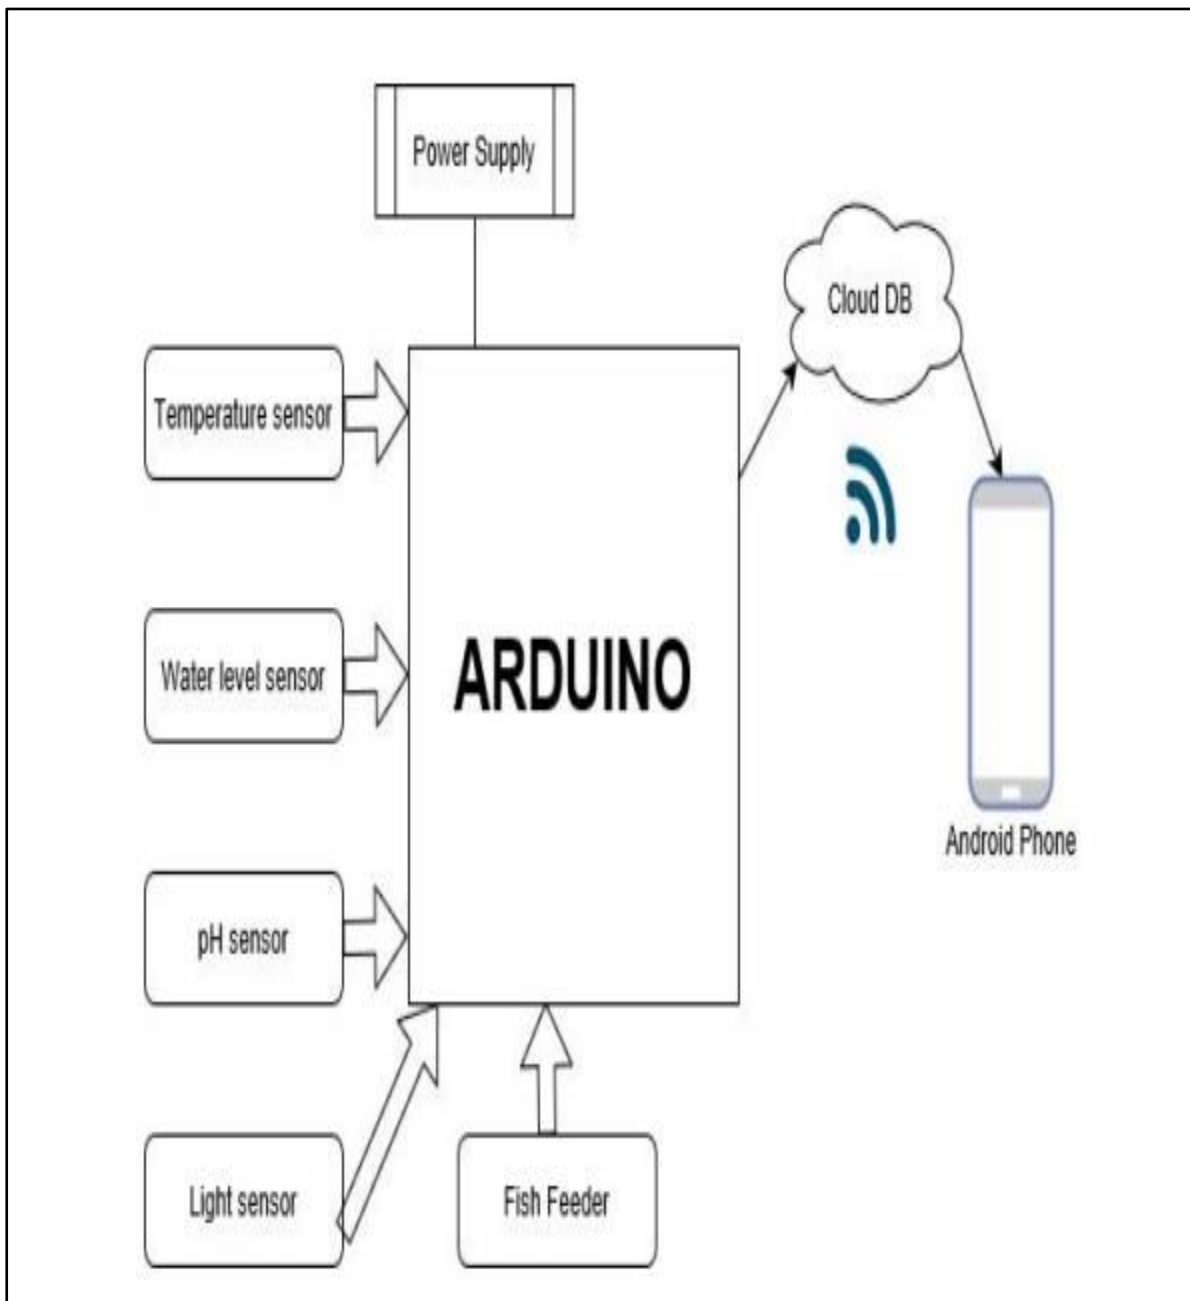 Power Supply
Cloud DB
Temperature sensor
Water level sensor
ARDUINO
Android Phone
pH sensor
Light sensor
Fish Feeder